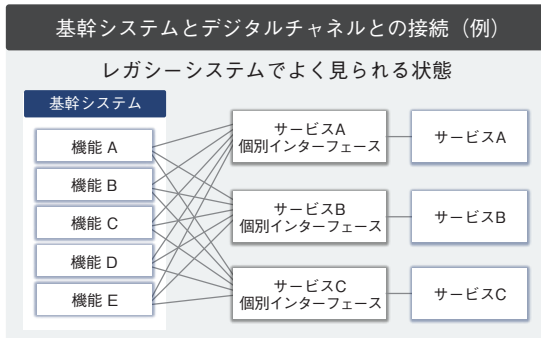 基幹システムとデジタルチャネルとの接続（例）
レガシーシステムでよく見られる状態
基幹システム
機能 A
機能 B
機能 C
機能 D
機能 E
サービスA
個別インターフェース
サービスB
個別インターフェース
サービスC
個別インターフェース
サービスA
サービスB
サービスC